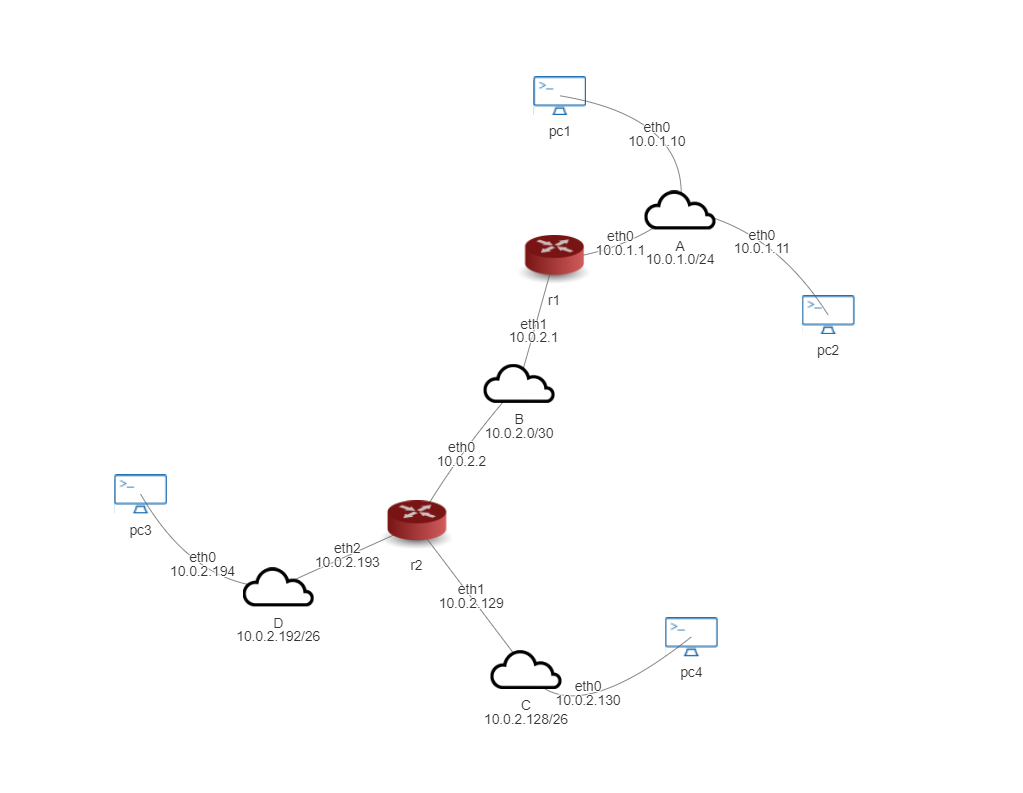 pc1
eth0
10.0.1.10
eth0
10.0.1.1
A
10.0.1.0/24
eth0
10.0.1.11
r1
pc2
eth1
10.0.2.1
B
10.0.2.0/30
eth0
10.0.2.2
pc3
eth0
10.0.2.194
eth2
10.0.2.193
r2
D
10.0.2.192/26
eth1
10.0.2.129
pc4
eth0
10.0.2.130
C
10.0.2.128/26